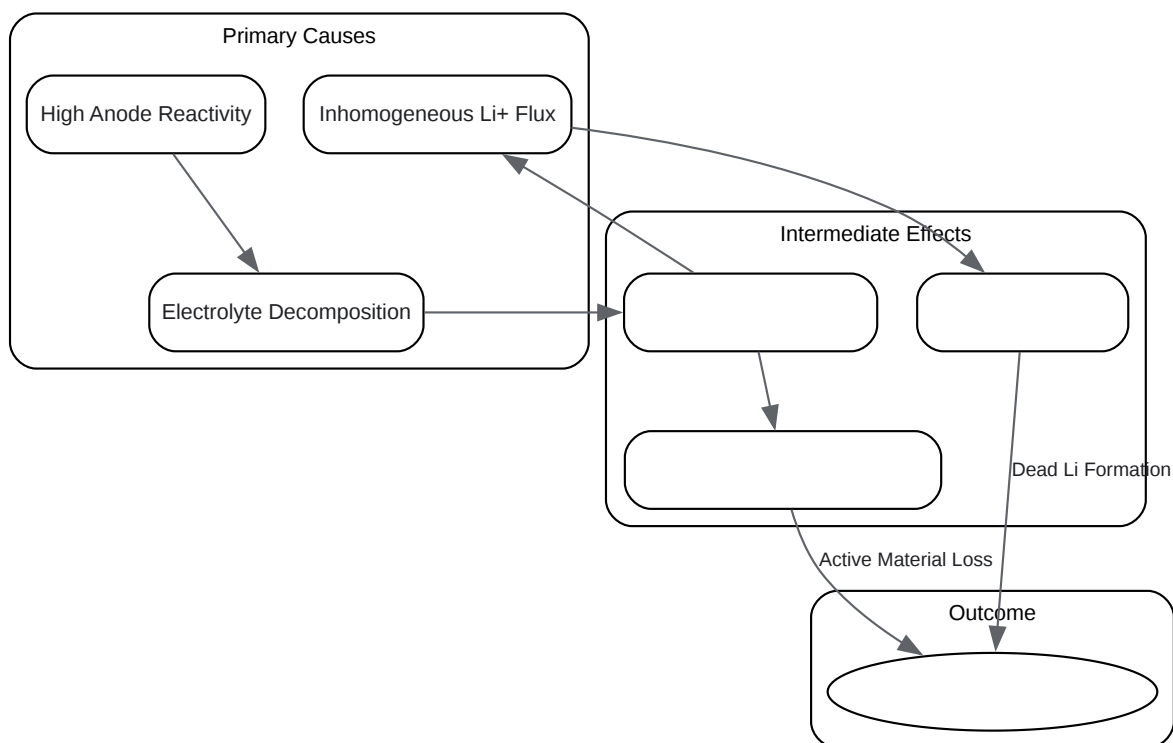 Primary Causes
High Anode Reactivity
Inhomogeneous Li+ Flux
Electrolyte Decomposition
Intermediate Effects
Dead Li Formation
Active Material Loss
Outcome